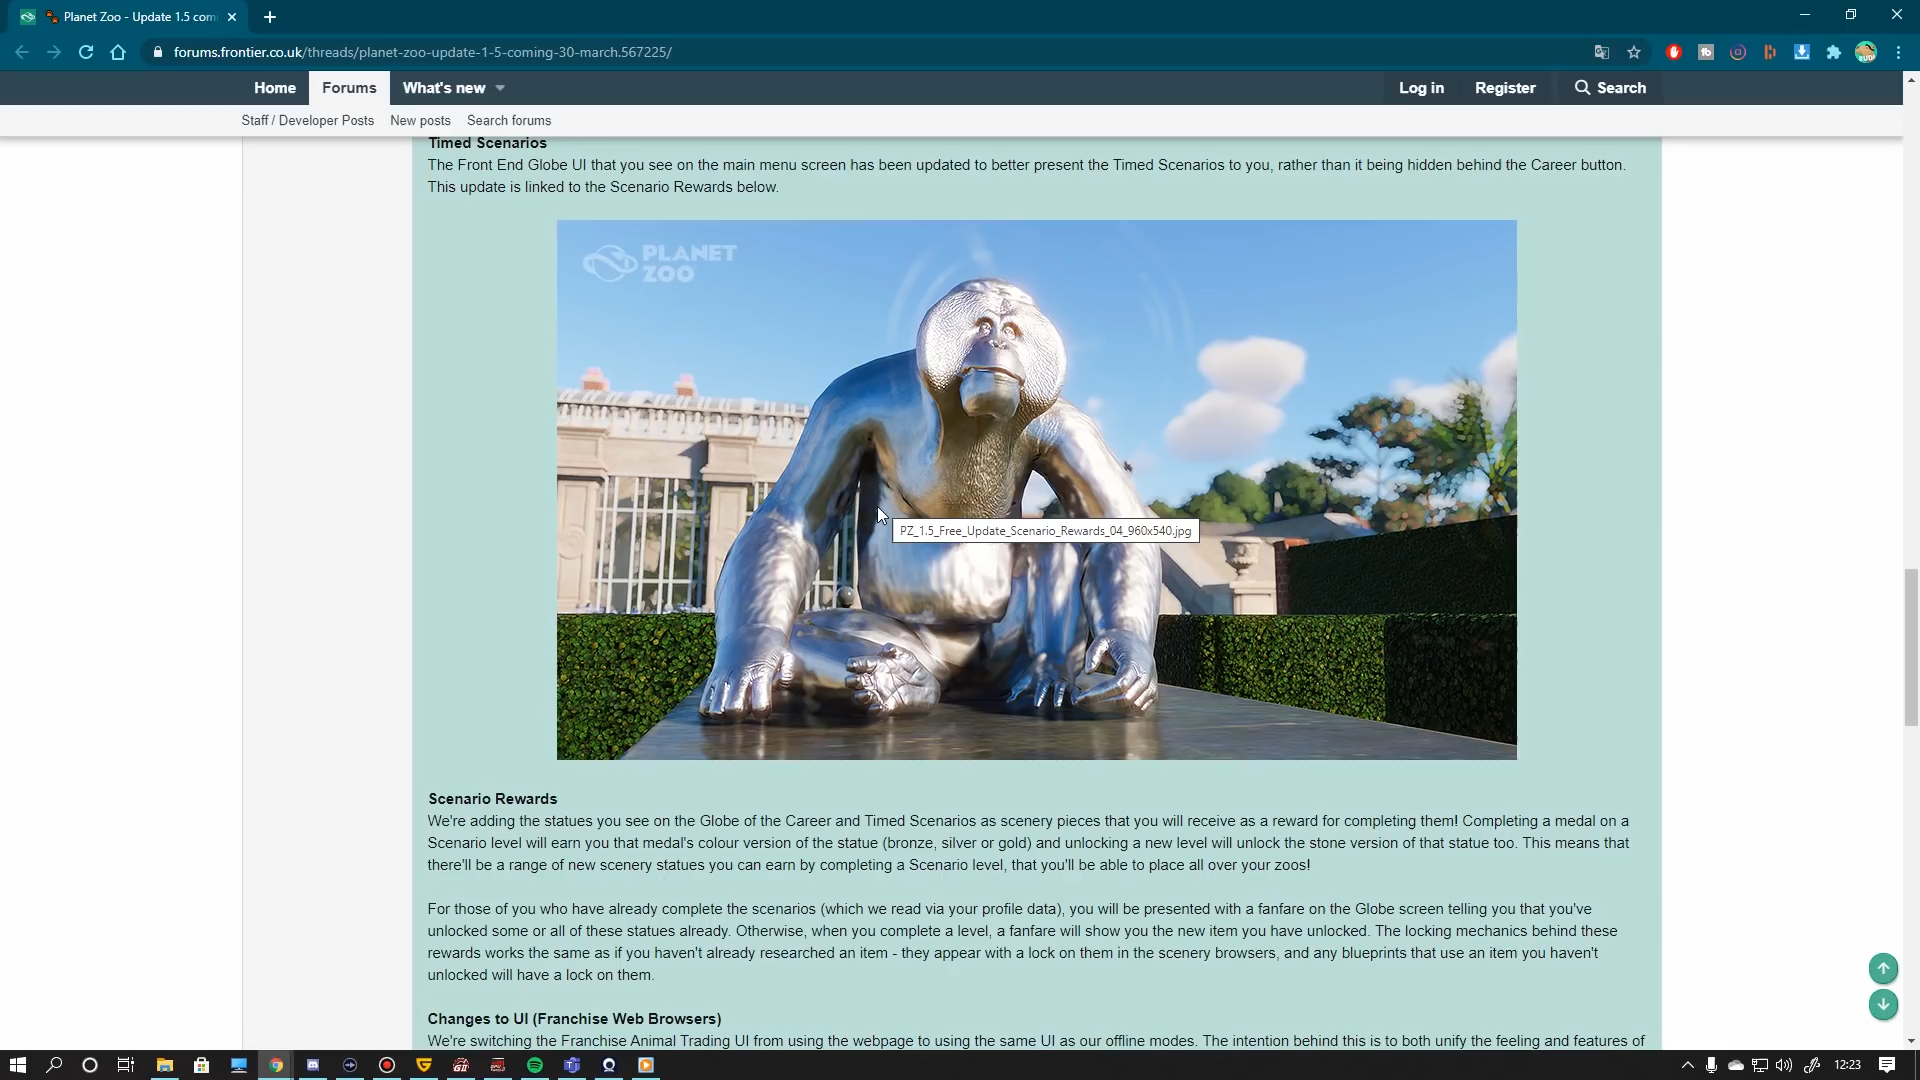 Planet Zoo - Update 1.5 com
forums.frontier.co.uk/threads/planet-zoo-update-1-5-coming-30-march.567225/
Home Forums What's new Log in Register Search
Staff / Developer Posts New posts Search forums
Timed Scenarios
The Front End Globe UI that you see on the main menu screen has been updated to better present the Timed Scenarios to you, rather than it being hidden behind the Career button.
This update is linked to the Scenario Rewards below.
PLANET
ZOO
PZ_1.5_Free_Update_Scenario_Rewards_04_960x540.jpg
Scenario Rewards
We're adding the statues you see on the Globe of the Career and Timed Scenarios as scenery pieces that you will receive as a reward for completing them! Completing a medal on a
Scenario level will earn you that medal's colour version of the statue (bronze, silver or gold) and unlocking a new level will unlock the stone version of that statue too. This means that
there'll be a range of new scenery statues you can earn by completing a Scenario level, that you'll be able to place all over your zoos!
For those of you who have already complete the scenarios (which we read via your profile data), you will be presented with a fanfare on the Globe screen telling you that you've
unlocked some or all of these statues already. Otherwise, when you complete a level, a fanfare will show you the new item you have unlocked. The locking mechanics behind these
rewards works the same as if you haven't already researched an item - they appear with a lock on them in the scenery browsers, and any blueprints that use an item you haven't
unlocked will have a lock on them.
Changes to UI (Franchise Web Browsers)
We're switching the Franchise Animal Trading UI from using the webpage to using the same UI as our offline modes. The intention behind this is to both unify the feeling and features of
12:23